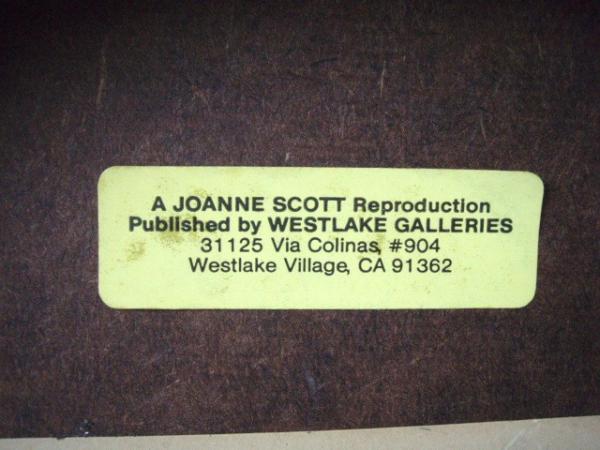 A JOANNE SCOTT Reproduction
Published by WESTLAKE GALLERIES
31125 Via Colinas, #904
Westlake Village, CA 91362